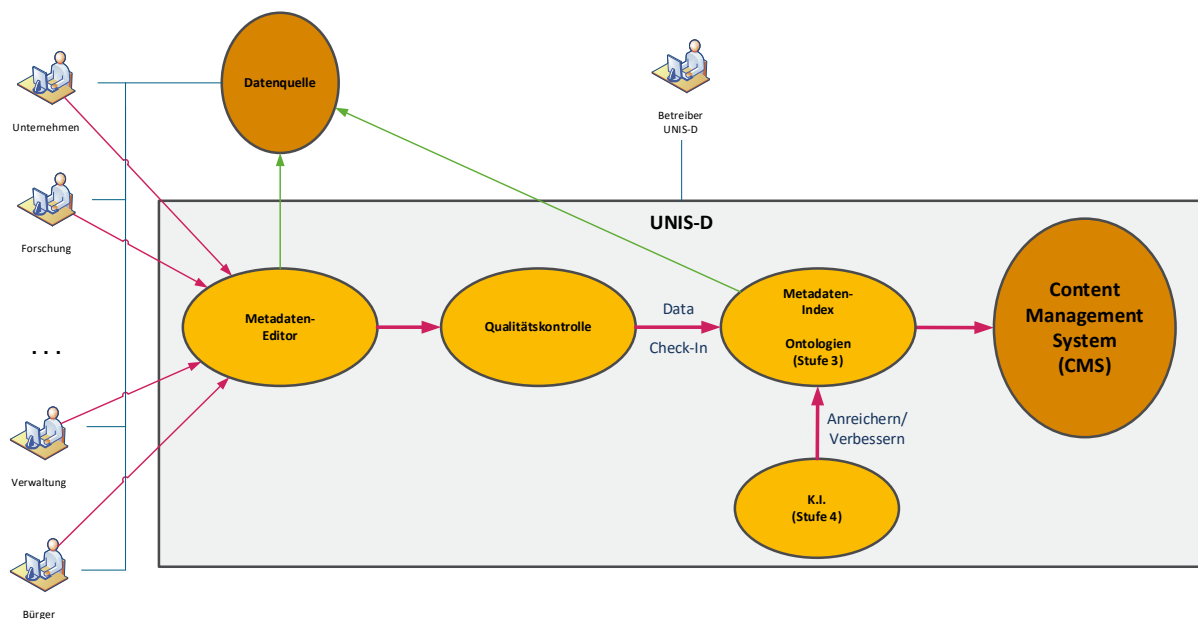 Datenquelle
Betreiber
UNIS-D
Unternehmen
Forschung
. . .
Verwaltung
Bürger
UNIS-D
Metadaten-
Editor
Qualitätskontrolle
Data
Check-In
Metadaten-
Index
Ontologien
(Stufe 3)
Content
Management
System
(CMS)
Anreichern/
Verbessern
K.I.
(Stufe 4)